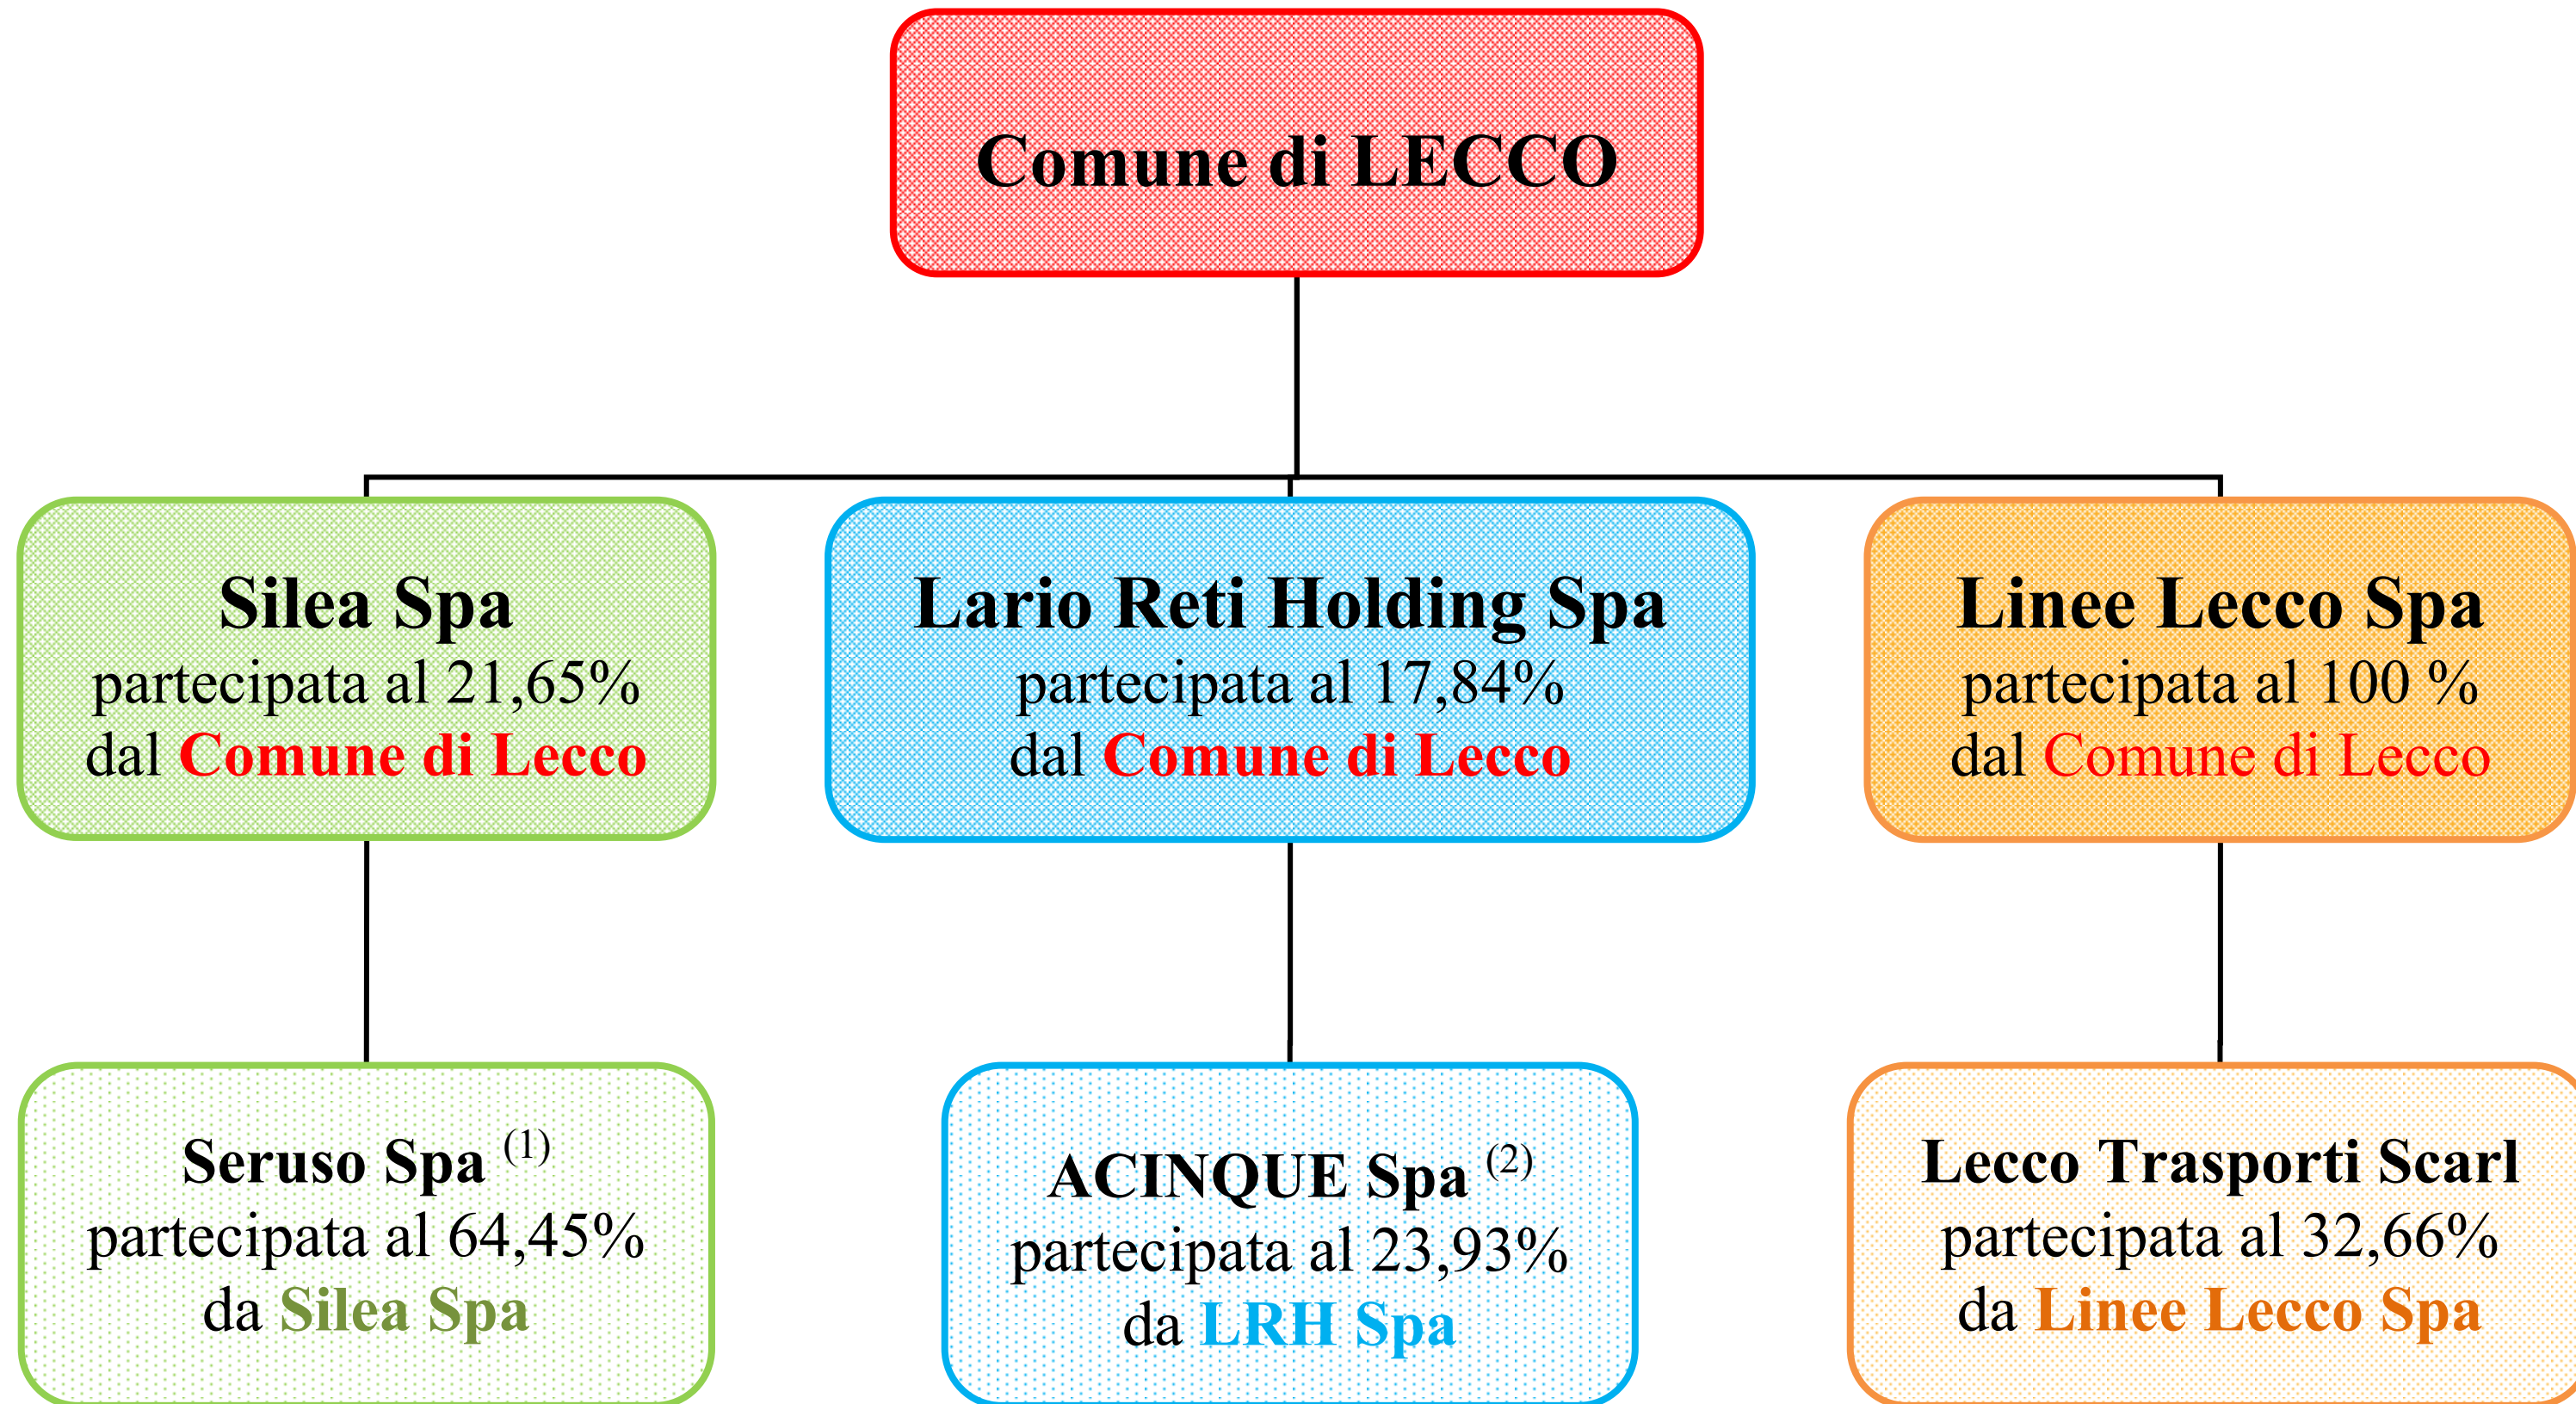 Comune di LECCO
Silea Spa
partecipata al 21,65%
dal Comune di Lecco
Lario Reti Holding Spa
partecipata al 17,84%
dal Comune di Lecco
Linee Lecco Spa
partecipata al 100 %
dal Comune di Lecco
Seruso Spa (1)
partecipata al 64,45%
da Silea Spa
ACINQUE Spa (2)
partecipata al 23,93%
da LRH Spa
Lecco Trasporti Scarl
partecipata al 32,66%
da Linee Lecco Spa